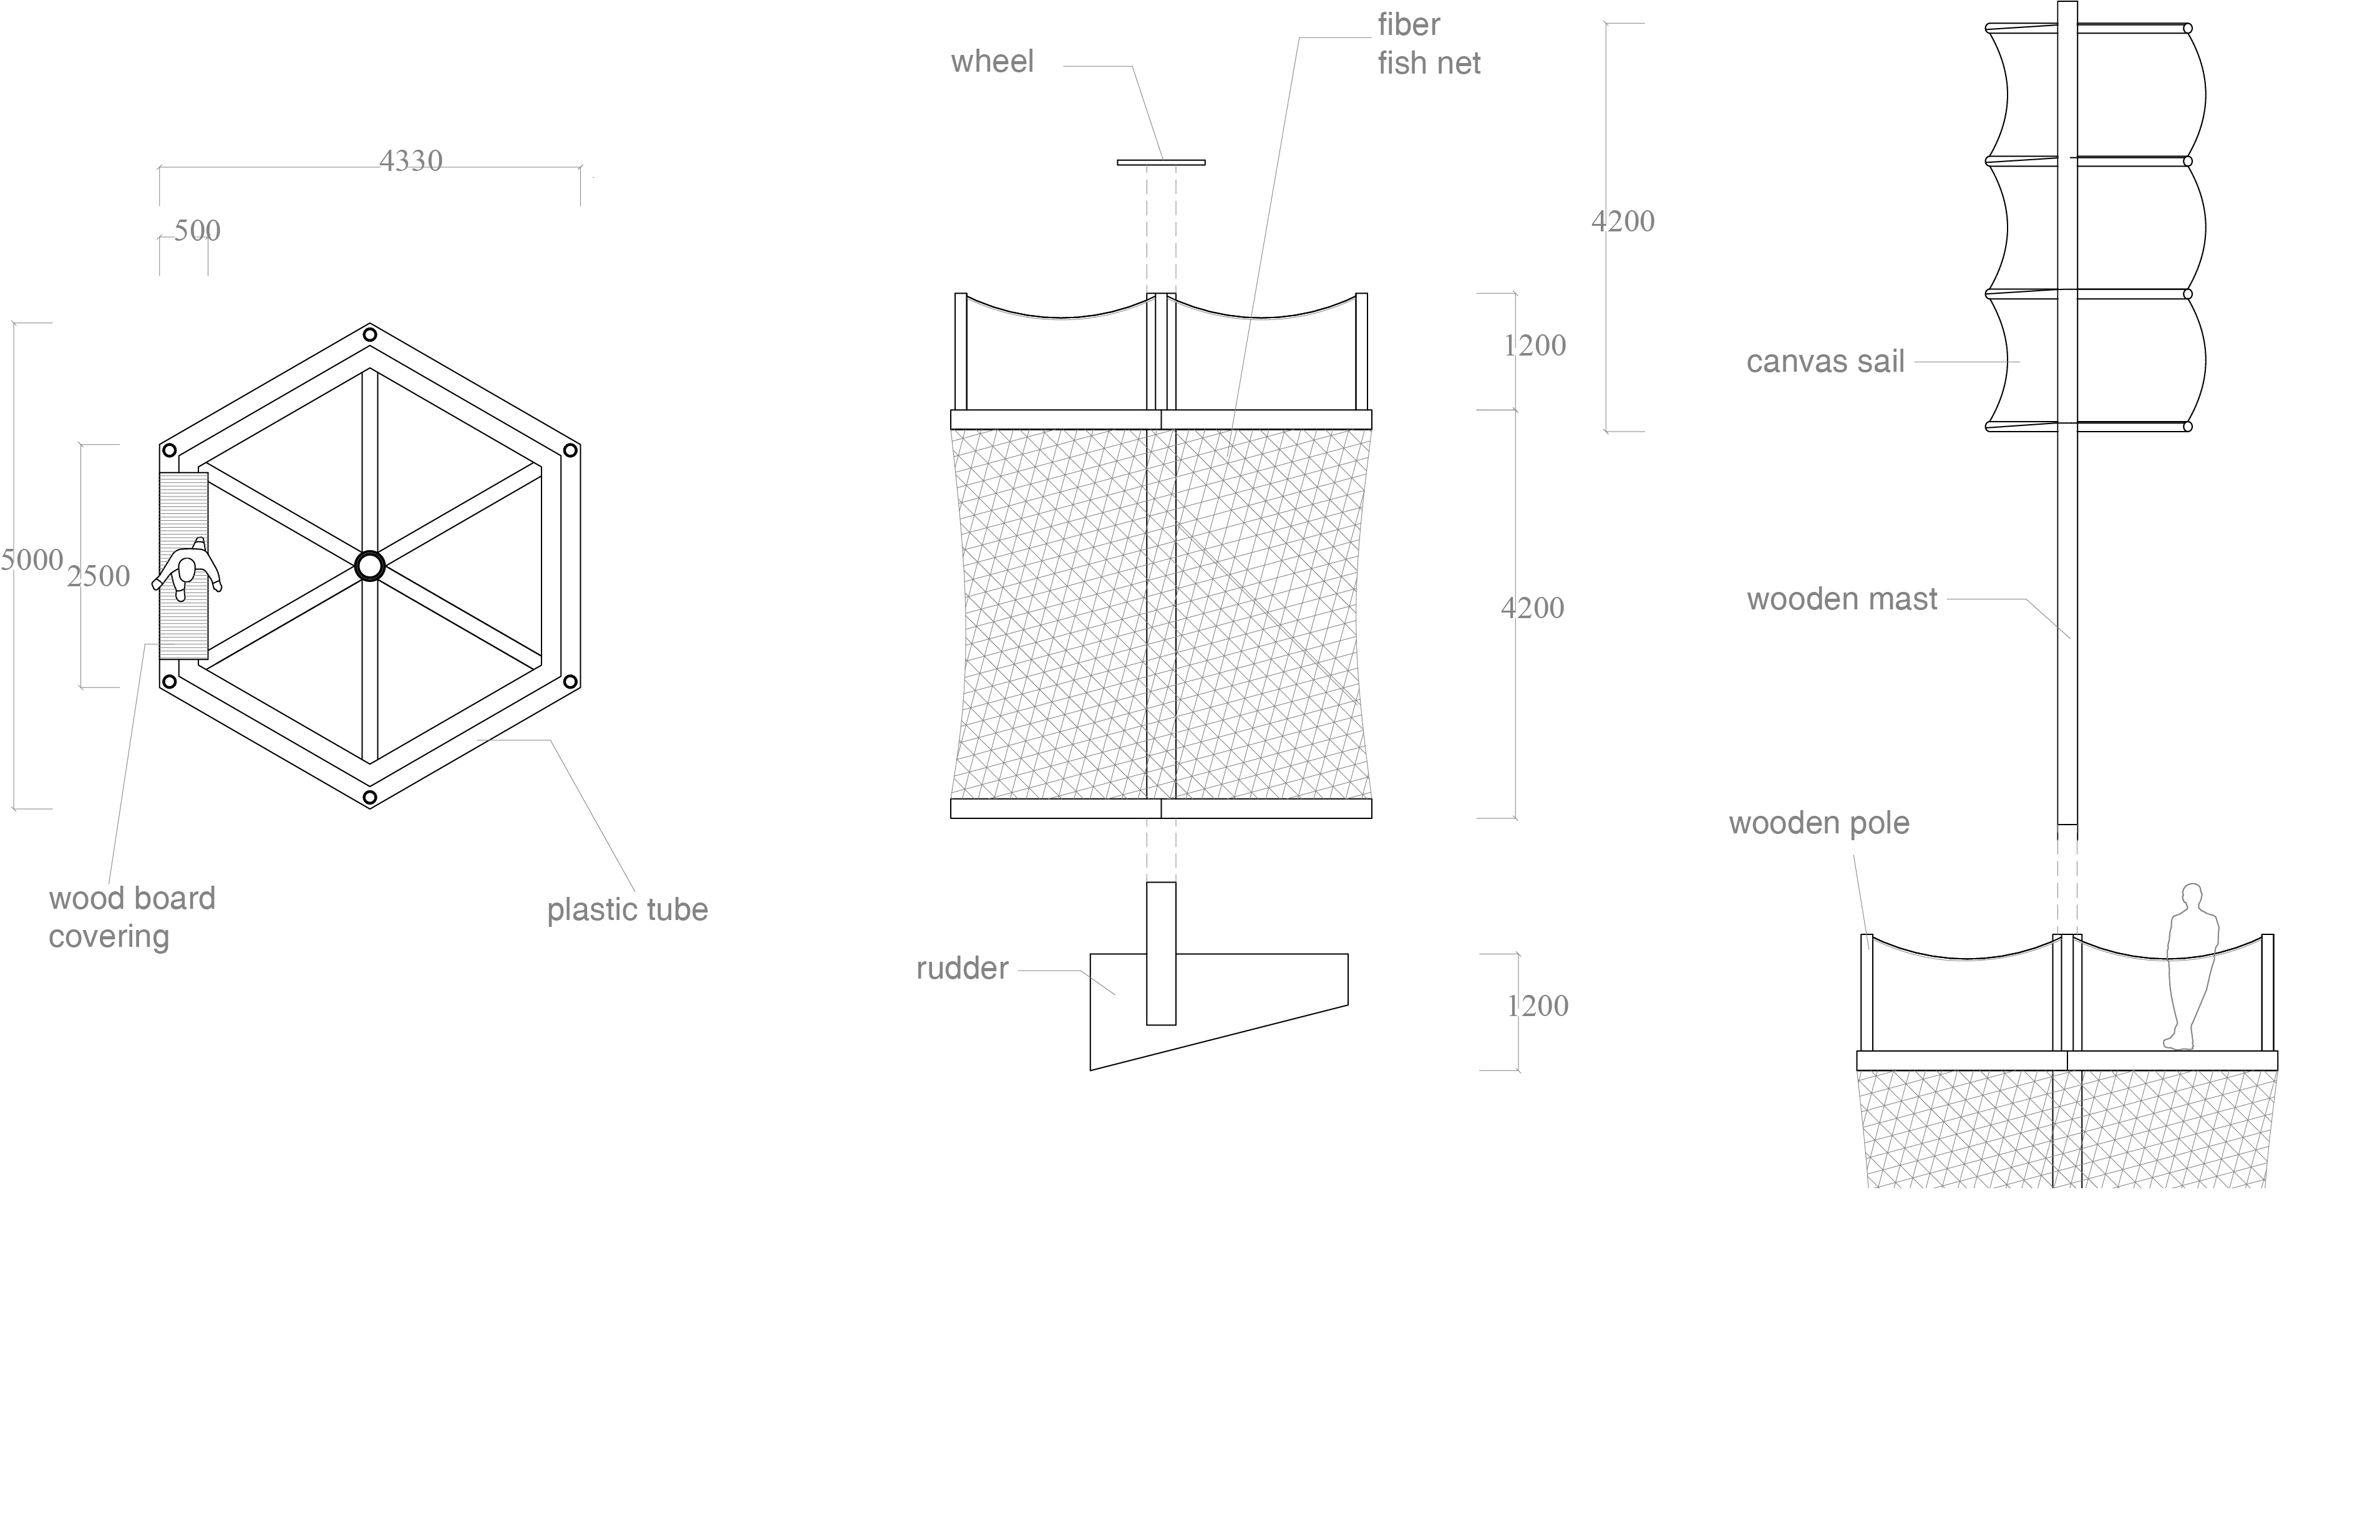 4330
500
5000
2500
wood board
covering
plastic tube
wheel
fiber
fish net
1200
4200
rudder
1200
4200
canvas sail
wooden mast
wooden pole